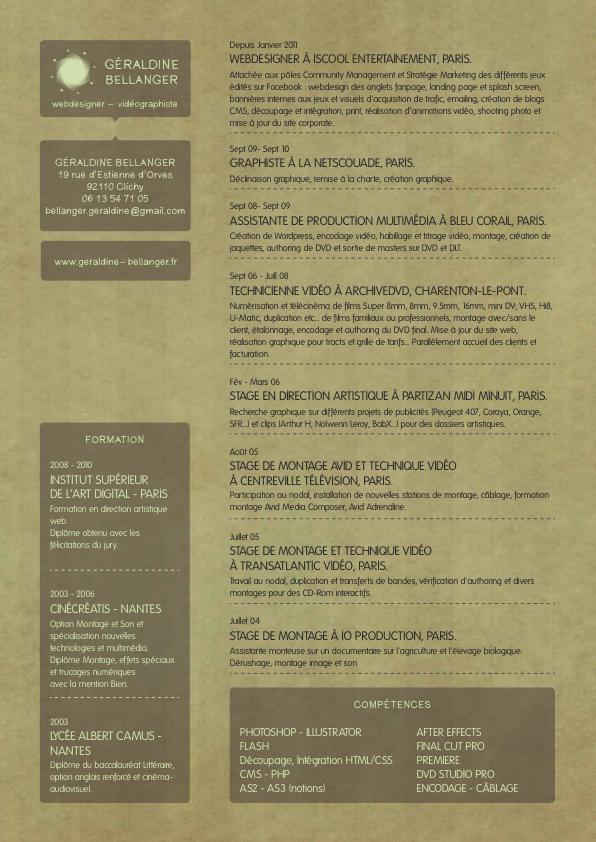 GÉRALDINE
BELLANGER
webdesigner – vidéographiste
GÉRALDINE BELLANGER
19 rue d'Estienne d'Orves
92110 Clichy
06 13 54 71 05
bellanger.geraldine@gmail.com
www.geraldine-bellanger.fr
FORMATION
2008 - 2010
INSTITUT SUPÉRIEUR
DE L'ART DIGITAL - PARIS
Formation en direction artistique
web.
Diplôme obtenu avec les
félicitations du jury.
2003 - 2006
CINÉCRÉATIS - NANTES
Option Montage et Son et
spécialisation nouvelles
technologies et multimédia.
Diplôme Montage, effets spéciaux
et trucages numériques
avec la mention Bien.
2003
LYCÉE ALBERT CAMUS -
NANTES
Diplôme du baccalauréat Littéraire,
option anglais renforcé et cinéma-
audiovisuel.
Depuis Janvier 2011
WEBDESIGNER À ISCOOL ENTERTAINEMENT, PARIS.
Attachée aux pôles Community Management et Stratégie Marketing des différents jeux
édités sur Facebook : webdesign des onglets fanpage, landing page et splash screen,
bannières internes aux jeux et visuels d'acquisition de trafic, emailing, création de blogs
CMS, découpage et intégration, print, réalisation d'animations vidéo, shooting photo et
mise à jour du site corporate.
Sept 09- Sept 10
GRAPHISTE À LA NETSCOUADE, PARIS.
Déclinaison graphique, remise à la charte, création graphique.
Sept 08- Sept 09
ASSISTANTE DE PRODUCTION MULTIMÉDIA À BLEU CORAIL, PARIS.
Création de Wordpress, encodage vidéo, habillage et titrage vidéo, montage, création de
jaquettes, authoring de DVD et sortie de masters sur DVD et DLT.
Sept 06 - Juill 08
TECHNICIENNE VIDÉO À ARCHIVEDVD, CHARENTON-LE-PONT.
Numérisation et télécinéma de films Super 8mm, 8mm, 9.5mm, 16mm, mini DV, VHS, Hi8,
U-Matic, duplication etc... de films familiaux ou professionnels, montage avec/sans le
client, étalonnage, encodage et authoring du DVD final. Mise à jour du site web,
réalisation graphique pour tracts et grille de tarifs... Parallèlement accueil des clients et
facturation.
Fév - Mars 06
STAGE EN DIRECTION ARTISTIQUE À PARTIZAN MIDI MINUIT, PARIS.
Recherche graphique sur différents projets de publicités (Peugeot 407, Coraya, Orange,
SFR...) et clips (Arthur H, Nolwenn Leroy, BabX...) pour des dossiers artistiques.
Août 05
STAGE DE MONTAGE AVID ET TECHNIQUE VIDÉO
À CENTREVILLE TÉLÉVISION, PARIS.
Participation au nodal, installation de nouvelles stations de montage, câblage, formation
montage Avid Media Composer, Avid Adrenaline.
Juillet 05
STAGE DE MONTAGE ET TECHNIQUE VIDÉO
À TRANSATLANTIC VIDÉO, PARIS.
Travail au nodal, duplication et transferts de bandes, vérification d'authoring et divers
montages pour des CD-Rom interactifs.
Juillet 04
STAGE DE MONTAGE À IO PRODUCTION, PARIS.
Assistante monteuse sur un documentaire sur l'agriculture et l'élevage biologique.
Dérushage, montage image et son
COMPÉTENCES
PHOTOSHOP - ILLUSTRATOR
FLASH
Découpage, Intégration HTML/CSS
CMS - PHP
AS2 - AS3 (notions)
AFTER EFFECTS
FINAL CUT PRO
PREMIERE
DVD STUDIO PRO
ENCODAGE - CÂBLAGE